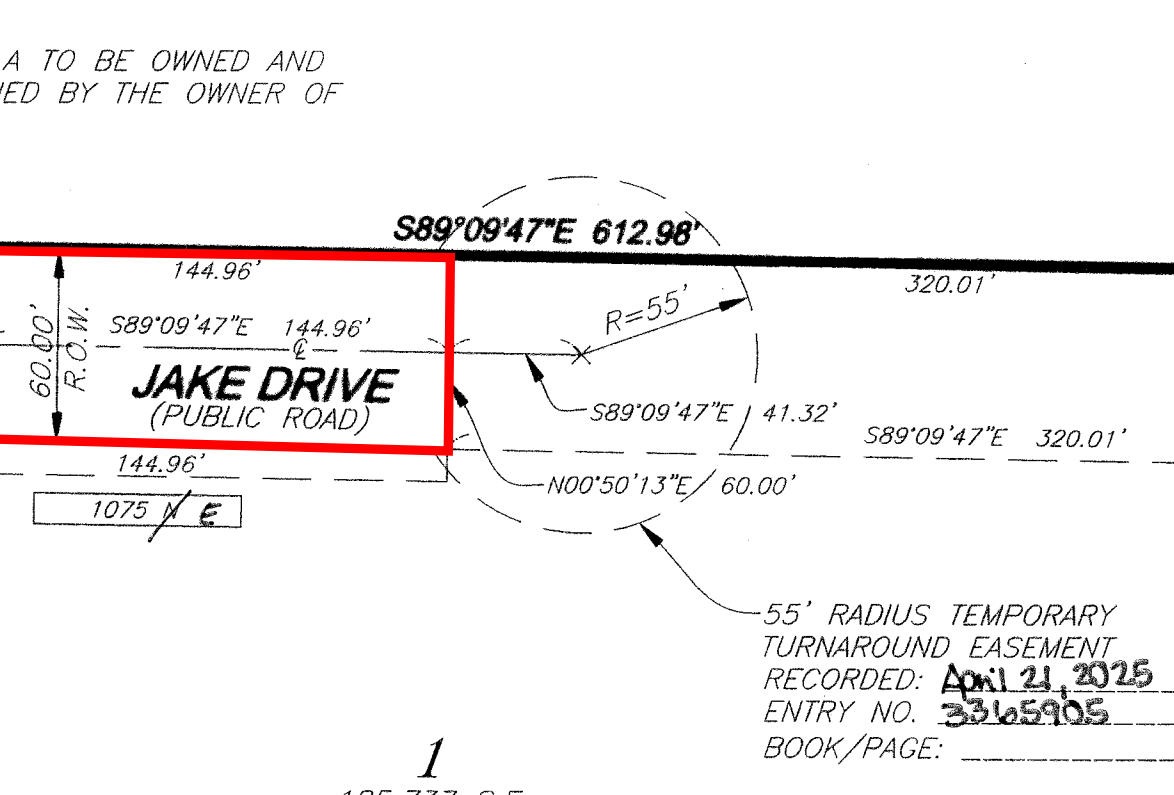 A TO BE OWNED AND
ED BY THE OWNER OF
S89°09'47"E 612.98'
144.96'
320.01'
R=55'
60.00'
R.O.W.
S89°09'47"E 144.96'
℄
JAKE DRIVE
(PUBLIC ROAD)
S89°09'47"E 41.32'
S89°09'47"E 320.01'
144.96'
N00°50'13"E 60.00'
1075 N E
55' RADIUS TEMPORARY
TURNAROUND EASEMENT
RECORDED: April 21, 2025
ENTRY NO. 3365905
BOOK/PAGE:
1